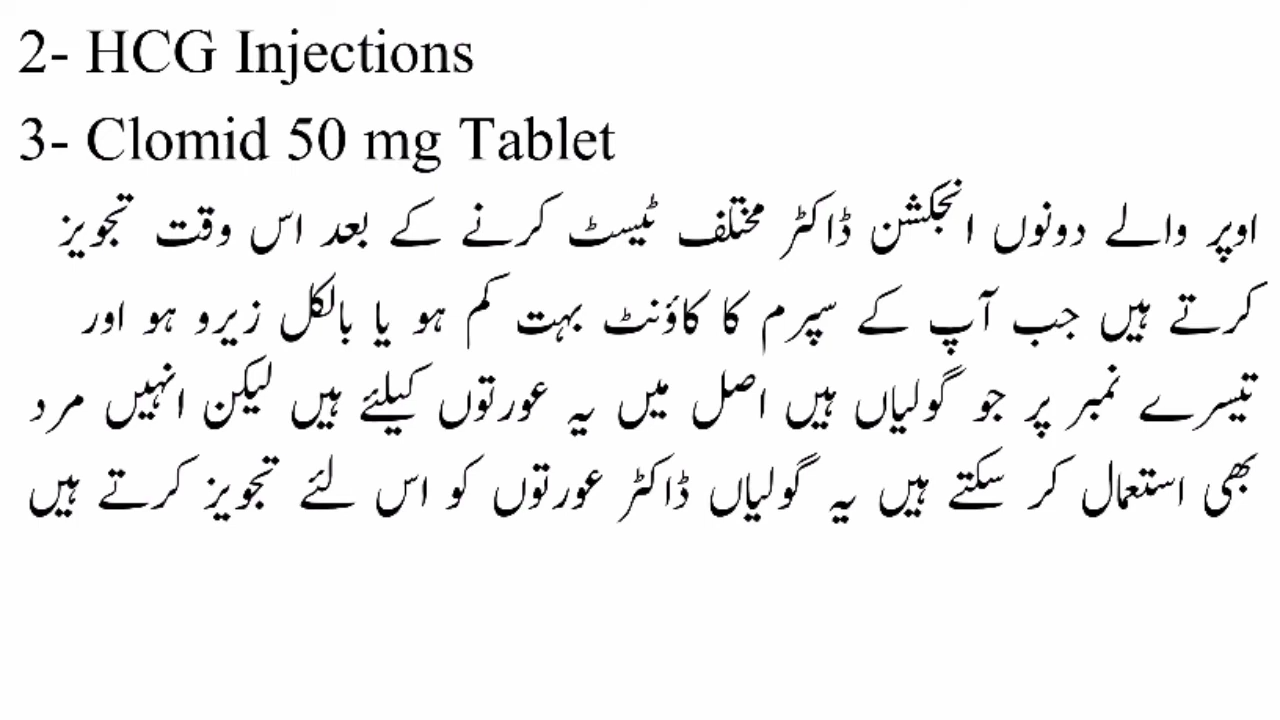 2- HCG Injections
3- Clomid 50 mg Tablet
اوپر والے دونوں انجکشن ڈاکٹر مختلف ٹیسٹ کرنے کے بعد اس وقت تجویز
کرتے ہیں جب آپ کے سپرم کا کاؤنٹ بہت کم ہو یا بالکل زیرو ہو اور
تیسرے نمبر پر جو گولیاں ہیں اصل میں یہ عورتوں کیلئے ہیں لیکن انہیں مرد
بھی استعمال کر سکتے ہیں یہ گولیاں ڈاکٹر عورتوں کو اس لئے تجویز کرتے ہیں